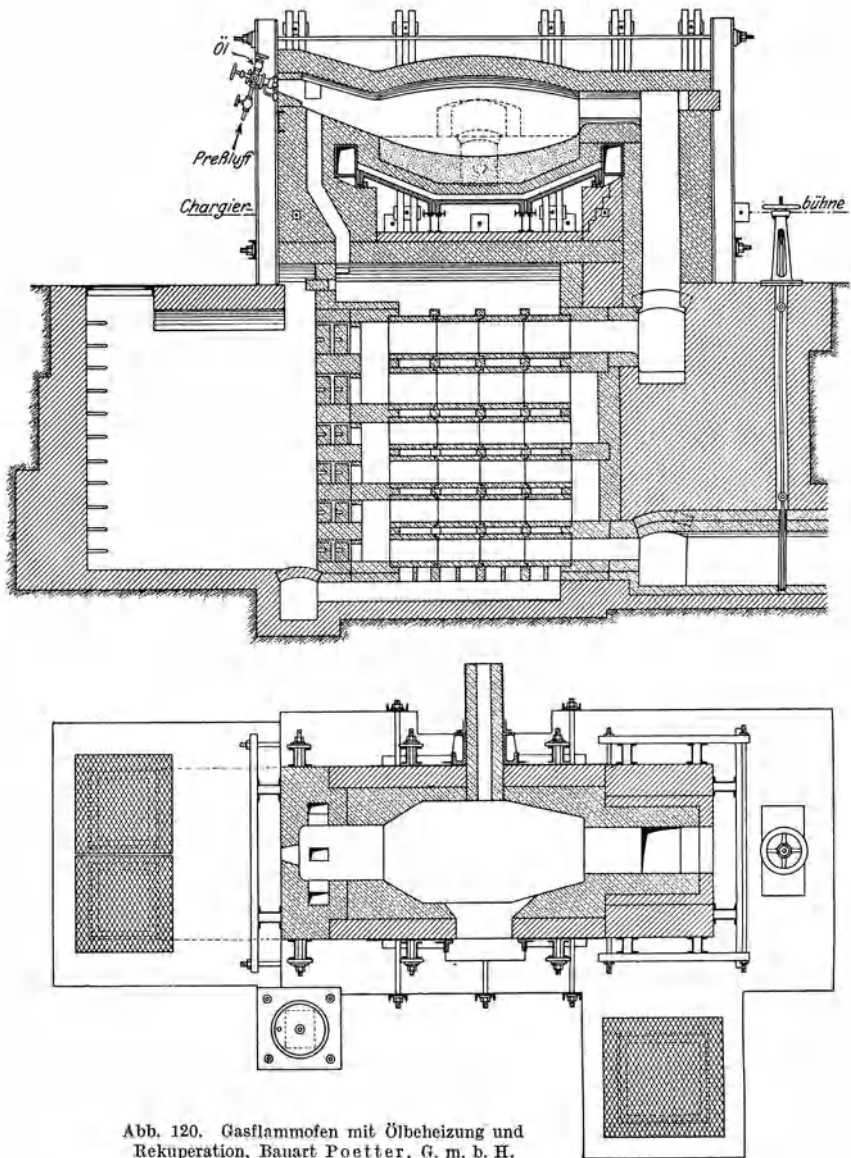 Öl
Preßluft
Chargier-
bühne
Abb. 120. Gasflammofen mit Ölbeheizung und
Rekuperation, Bauart Poetter, G. m. b. H.